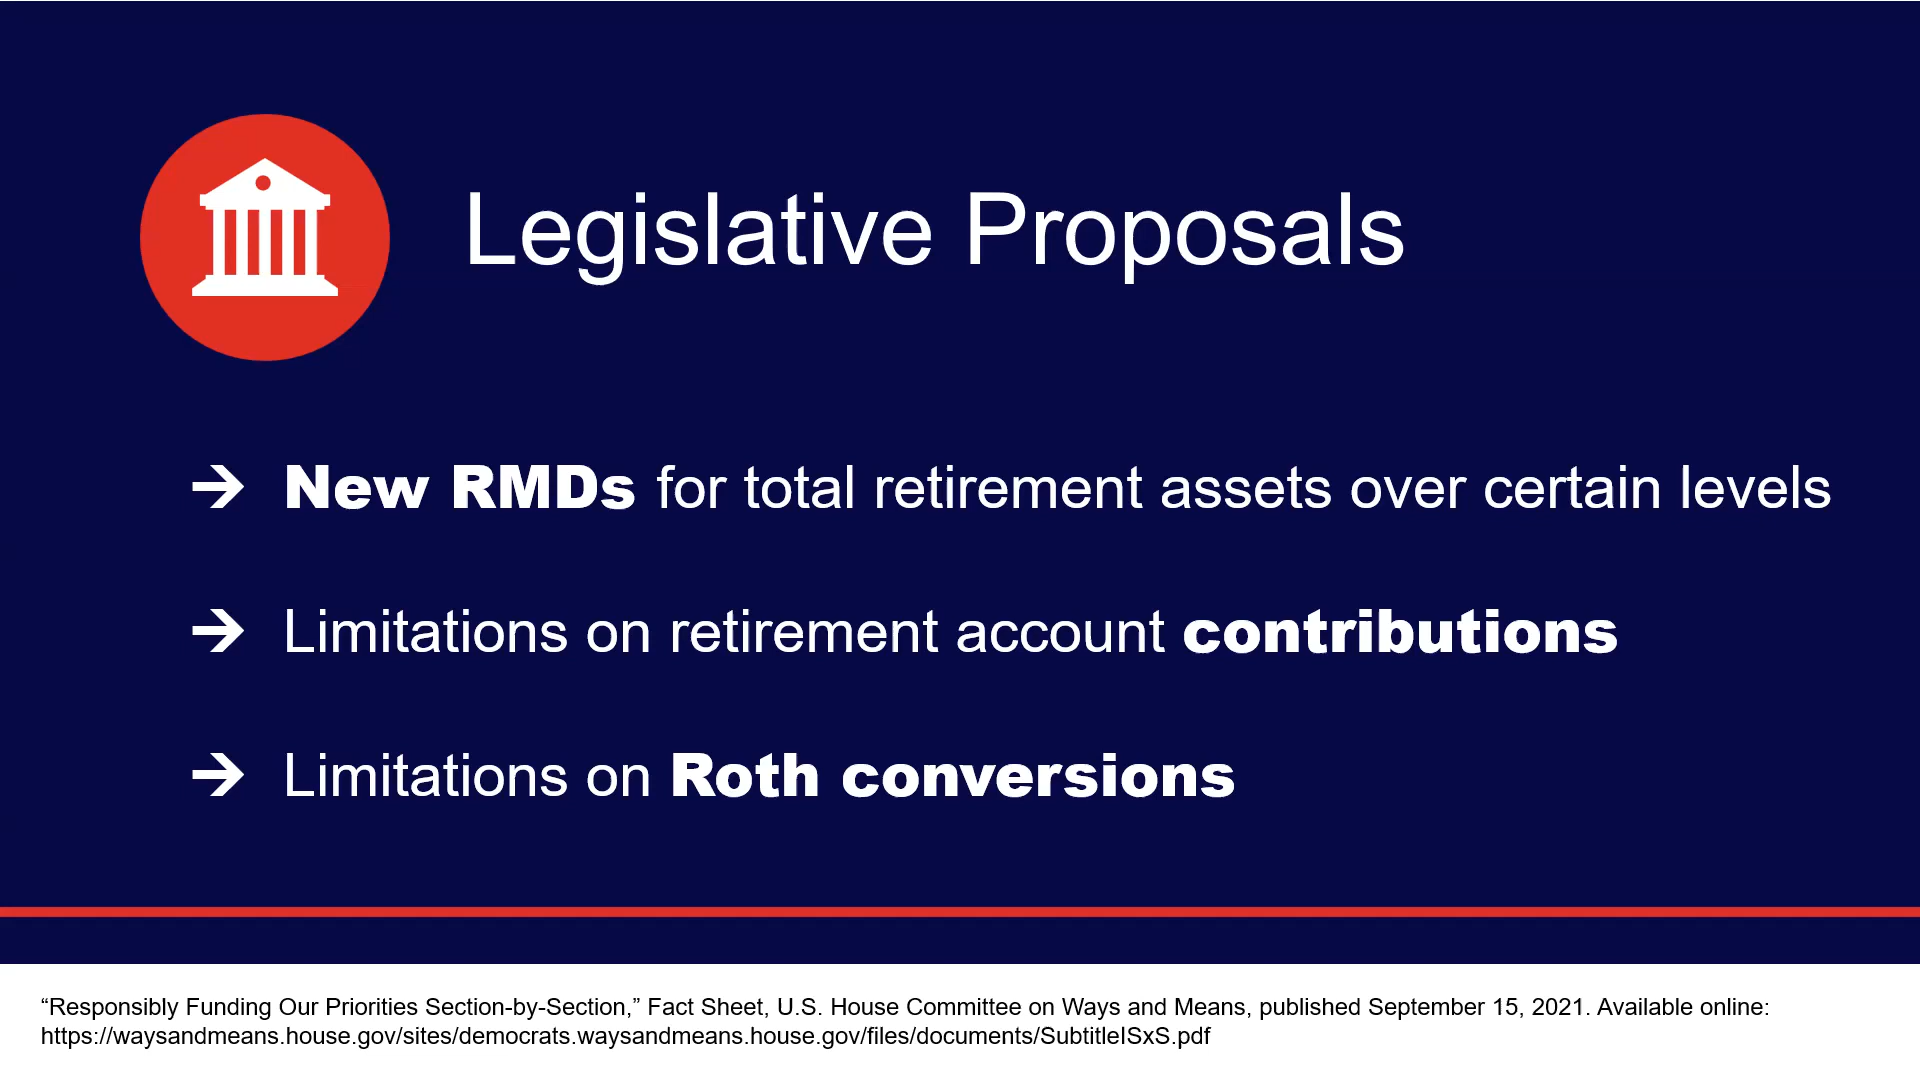 Legislative Proposals
→ New RMDs for total retirement assets over certain levels
→ Limitations on retirement account contributions
→ Limitations on Roth conversions
“Responsibly Funding Our Priorities Section-by-Section,” Fact Sheet, U.S. House Committee on Ways and Means, published September 15, 2021. Available online:
https://waysandmeans.house.gov/sites/democrats.waysandmeans.house.gov/files/documents/SubtitleISxS.pdf